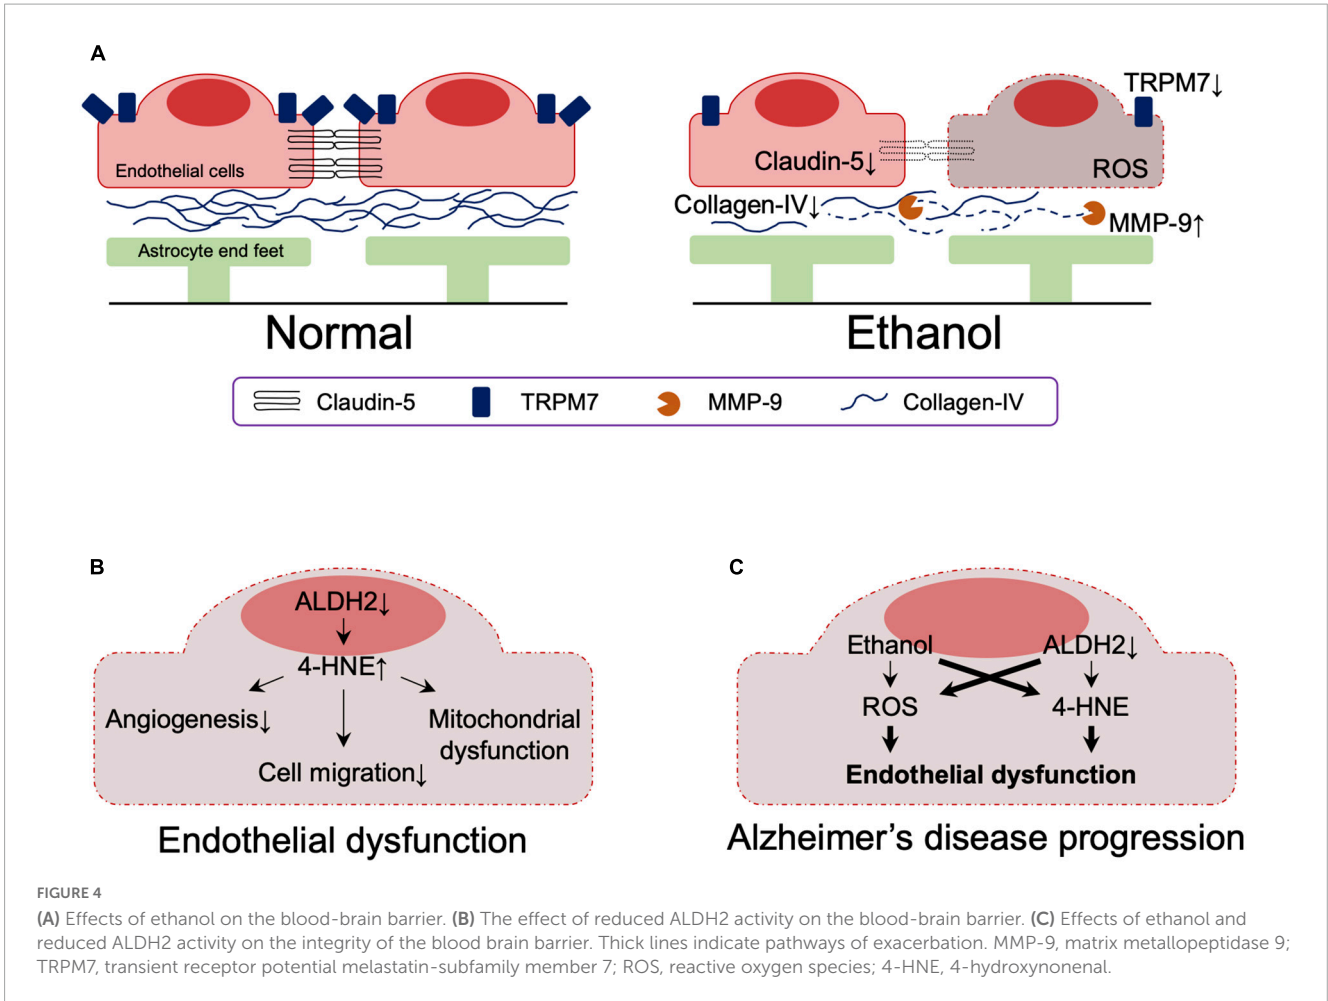 A
Endothelial cells
Astrocyte end feet
Normal
TRPM7↓
Claudin-5↓
ROS
Collagen-IV↓
MMP-9↑
Ethanol
Claudin-5
TRPM7
MMP-9
Collagen-IV
B
ALDH2↓
4-HNE↑
Angiogenesis↓
Mitochondrial
dysfunction
Cell migration↓
Endothelial dysfunction
C
Ethanol
ALDH2↓
ROS
4-HNE
Endothelial dysfunction
Alzheimer's disease progression
FIGURE 4
(A) Effects of ethanol on the blood-brain barrier. (B) The effect of reduced ALDH2 activity on the blood-brain barrier. (C) Effects of ethanol and
reduced ALDH2 activity on the integrity of the blood brain barrier. Thick lines indicate pathways of exacerbation. MMP-9, matrix metallopeptidase 9;
TRPM7, transient receptor potential melastatin-subfamily member 7; ROS, reactive oxygen species; 4-HNE, 4-hydroxynonenal.